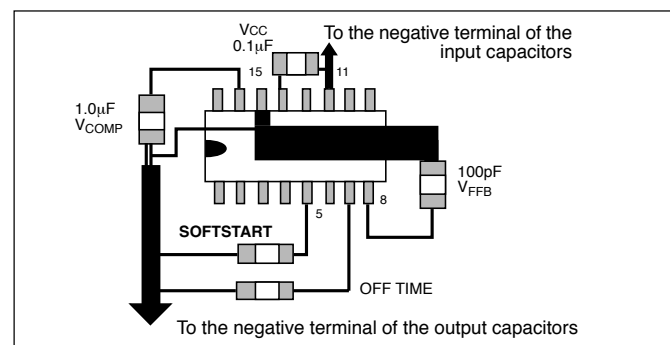 VCC
0.1μF
To the negative terminal of the
input capacitors
15
11
1.0μF
VCOMP
100pF
VFFB
5
8
SOFTSTART
OFF TIME
To the negative terminal of the output capacitors